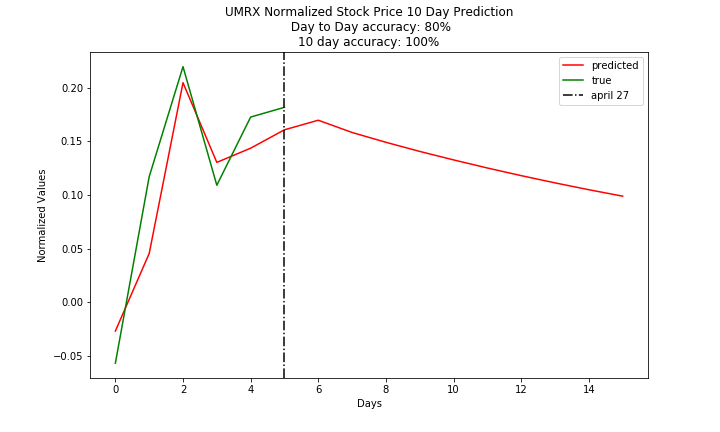 UMRX Normalized Stock Price 10 Day Prediction
Day to Day accuracy: 80%
10 day accuracy: 100%
predicted
true
april 27
0.20
0.15
0.10
0.05
0.00
−0.05
Normalized Values
0 2 4 6 8 10 12 14
Days